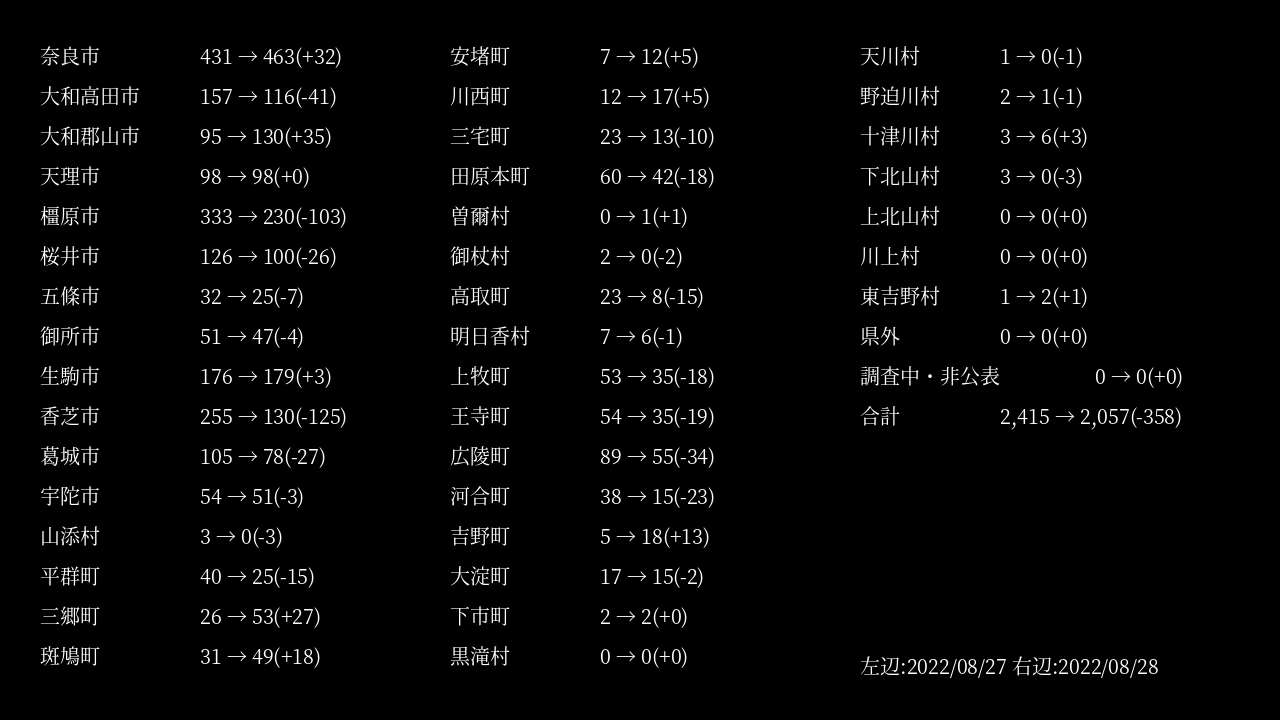 奈良市 431 → 463(+32)
大和高田市 157 → 116(-41)
大和郡山市 95 → 130(+35)
天理市 98 → 98(+0)
橿原市 333 → 230(-103)
桜井市 126 → 100(-26)
五條市 32 → 25(-7)
御所市 51 → 47(-4)
生駒市 176 → 179(+3)
香芝市 255 → 130(-125)
葛城市 105 → 78(-27)
宇陀市 54 → 51(-3)
山添村 3 → 0(-3)
平群町 40 → 25(-15)
三郷町 26 → 53(+27)
斑鳩町 31 → 49(+18)
安堵町 7 → 12(+5)
川西町 12 → 17(+5)
三宅町 23 → 13(-10)
田原本町 60 → 42(-18)
曽爾村 0 → 1(+1)
御杖村 2 → 0(-2)
高取町 23 → 8(-15)
明日香村 7 → 6(-1)
上牧町 53 → 35(-18)
王寺町 54 → 35(-19)
広陵町 89 → 55(-34)
河合町 38 → 15(-23)
吉野町 5 → 18(+13)
大淀町 17 → 15(-2)
下市町 2 → 2(+0)
黒滝村 0 → 0(+0)
天川村 1 → 0(-1)
野迫川村 2 → 1(-1)
十津川村 3 → 6(+3)
下北山村 3 → 0(-3)
上北山村 0 → 0(+0)
川上村 0 → 0(+0)
東吉野村 1 → 2(+1)
県外 0 → 0(+0)
調査中・非公表 0 → 0(+0)
合計 2,415 → 2,057(-358)
左辺:2022/08/27 右辺:2022/08/28